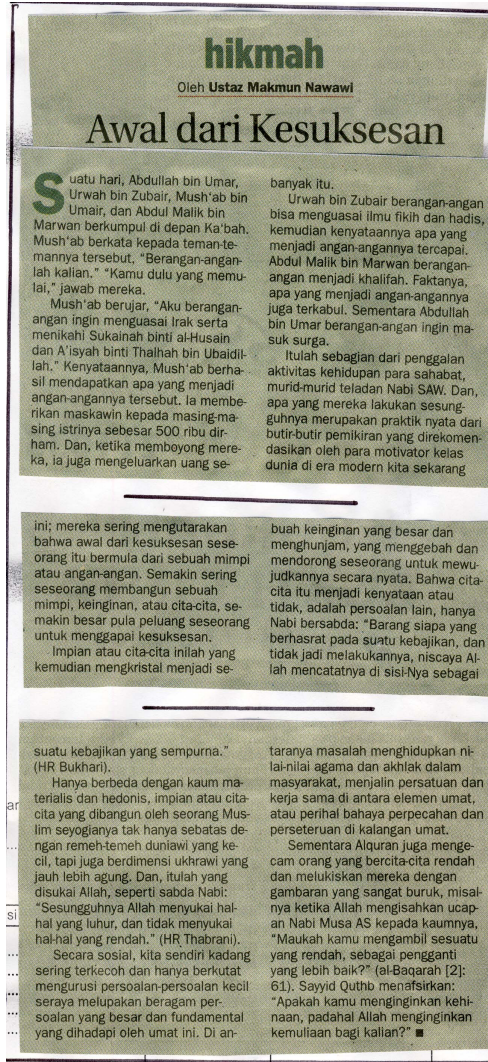 hikmah
Oleh Ustaz Makmun Nawawi
Awal dari Kesuksesan
Suatu hari, Abdullah bin Umar,
Urwah bin Zubair, Mush'ab bin
Umair, dan Abdul Malik bin
Marwan berkumpul di depan Ka'bah.
Mush'ab berkata kepada teman-te-
mannya tersebut, "Berangan-angan-
lah kalian." "Kamu dulu yang memu-
lai," jawab mereka.
Mush'ab berujar, "Aku berangan-
angan ingin menguasai Irak serta
menikahi Sukainah binti al-Husain
dan A'isyah binti Thalhah bin Ubaidil-
lah." Kenyataannya, Mush'ab berha-
sil mendapatkan apa yang menjadi
angan-angannya tersebut. Ia membe-
rikan maskawin kepada masing-ma-
sing istrinya sebesar 500 ribu dir-
ham. Dan, ketika memboyong mere-
ka, ia juga mengeluarkan uang se-
banyak itu.
Urwah bin Zubair berangan-angan
bisa menguasai ilmu fikih dan hadis,
kemudian kenyataannya apa yang
menjadi angan-angannya tercapai.
Abdul Malik bin Marwan berangan-
angan menjadi khalifah. Faktanya,
apa yang menjadi angan-angannya
juga terkabul. Sementara Abdullah
bin Umar berangan-angan ingin ma-
suk surga.
Itulah sebagian dari penggalan
aktivitas kehidupan para sahabat,
murid-murid teladan Nabi SAW. Dan,
apa yang mereka lakukan sesung-
guhnya merupakan praktik nyata dari
butir-butir pemikiran yang direkomen-
dasikan oleh para motivator kelas
dunia di era modern kita sekarang
ini; mereka sering mengutarakan
bahwa awal dari kesuksesan sese-
orang itu bermula dari sebuah mimpi
atau angan-angan. Semakin sering
seseorang membangun sebuah
mimpi, keinginan, atau cita-cita, se-
makin besar pula peluang seseorang
untuk menggapai kesuksesan.
Impian atau cita-cita inilah yang
kemudian mengkristal menjadi se-
buah keinginan yang besar dan
menghunjam, yang menggebah dan
mendorong seseorang untuk mewu-
judkannya secara nyata. Bahwa cita-
cita itu menjadi kenyataan atau
tidak, adalah persoalan lain, hanya
Nabi bersabda: "Barang siapa yang
berhasrat pada suatu kebajikan, dan
tidak jadi melakukannya, niscaya Al-
lah mencatatnya di sisi-Nya sebagai
suatu kebajikan yang sempurna."
(HR Bukhari).
Hanya berbeda dengan kaum ma-
terialis dan hedonis, impian atau cita-
cita yang dibangun oleh seorang Mus-
lim seyogianya tak hanya sebatas de-
ngan remeh-temeh duniawi yang ke-
cil, tapi juga berdimensi ukhrawi yang
jauh lebih agung. Dan, itulah yang
disukai Allah, seperti sabda Nabi:
"Sesungguhnya Allah menyukai hal-
hal yang luhur, dan tidak menyukai
hal-hal yang rendah." (HR Thabrani).
Secara sosial, kita sendiri kadang
sering terkecoh dan hanya berkutat
mengurusi persoalan-persoalan kecil
seraya melupakan beragam per-
soalan yang besar dan fundamental
yang dihadapi oleh umat ini. Di an-
taranya masalah menghidupkan ni-
lai-nilai agama dan akhlak dalam
masyarakat, menjalin persatuan dan
kerja sama di antara elemen umat,
atau perihal bahaya perpecahan dan
perseteruan di kalangan umat.
Sementara Alquran juga menge-
cam orang yang bercita-cita rendah
dan melukiskan mereka dengan
gambaran yang sangat buruk, misal-
nya ketika Allah mengisahkan ucap-
an Nabi Musa AS kepada kaumnya,
"Maukah kamu mengambil sesuatu
yang rendah, sebagai pengganti
yang lebih baik?" (al-Baqarah [2]:
61). Sayyid Quthb menafsirkan:
"Apakah kamu menginginkan kehi-
naan, padahal Allah menginginkan
kemuliaan bagi kalian?" ■